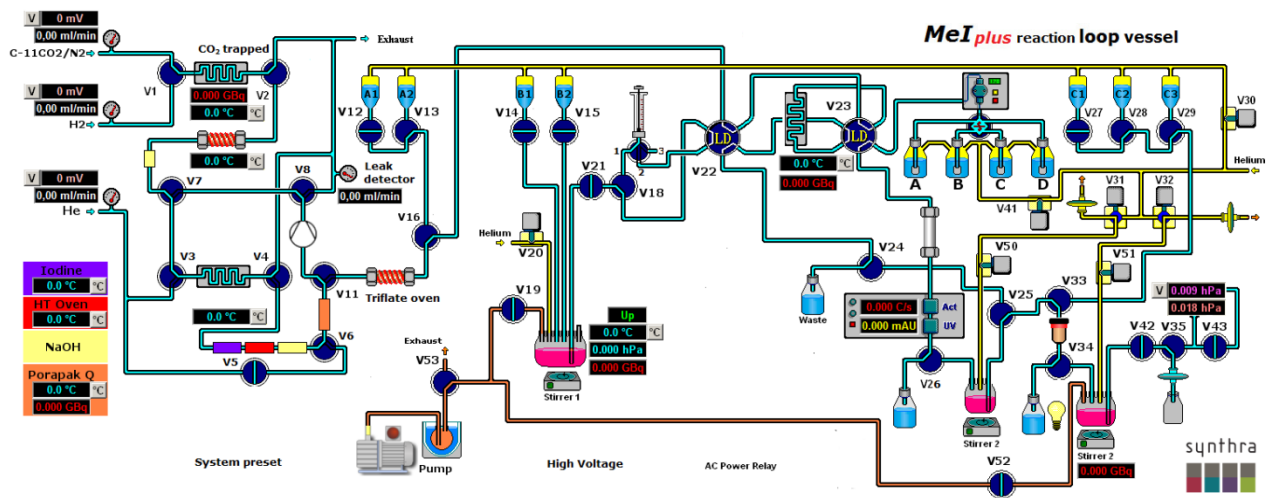 V 0 mV
0,00 ml/min
C-11CO2/N2
V 0 mV
0,00 ml/min
H2
V 0 mV
0,00 ml/min
He
CO2 trapped
V1
V2
0.000 GBq
0.0 °C °C
0.0 °C °C
Exhaust
V7
V8
Leak
detector
0,00 ml/min
V3
V4
V11
Triflate oven
V16
0.0 °C °C
V6
V5
Iodine
0.0 °C °C
HT Oven
0.0 °C °C
NaOH
Porapak Q
0.0 °C °C
0.000 GBq
System preset
A1
A2
V12
V13
B1
B2
V14
V15
1
3
2
V21
V18
Helium
V20
V19
Up
0.0 °C °C
0.000 hPa
0.000 GBq
Stirrer 1
Exhaust
V53
Pump
High Voltage
AC Power Relay
LD
V22
V23
LD
0.0 °C °C
0.000 GBq
MeI plus reaction loop vessel
A
B
C
D
C1
C2
C3
V27
V28
V29
V30
Helium
V41
V31
V32
V24
Waste
0.000 C/s
Act
0.000 mAU
UV
V26
V50
V25
Stirrer 2
V51
V33
V34
V 0.009 hPa
0.018 hPa
V42
V35
V43
Stirrer 2
0.000 GBq
V52
synthra